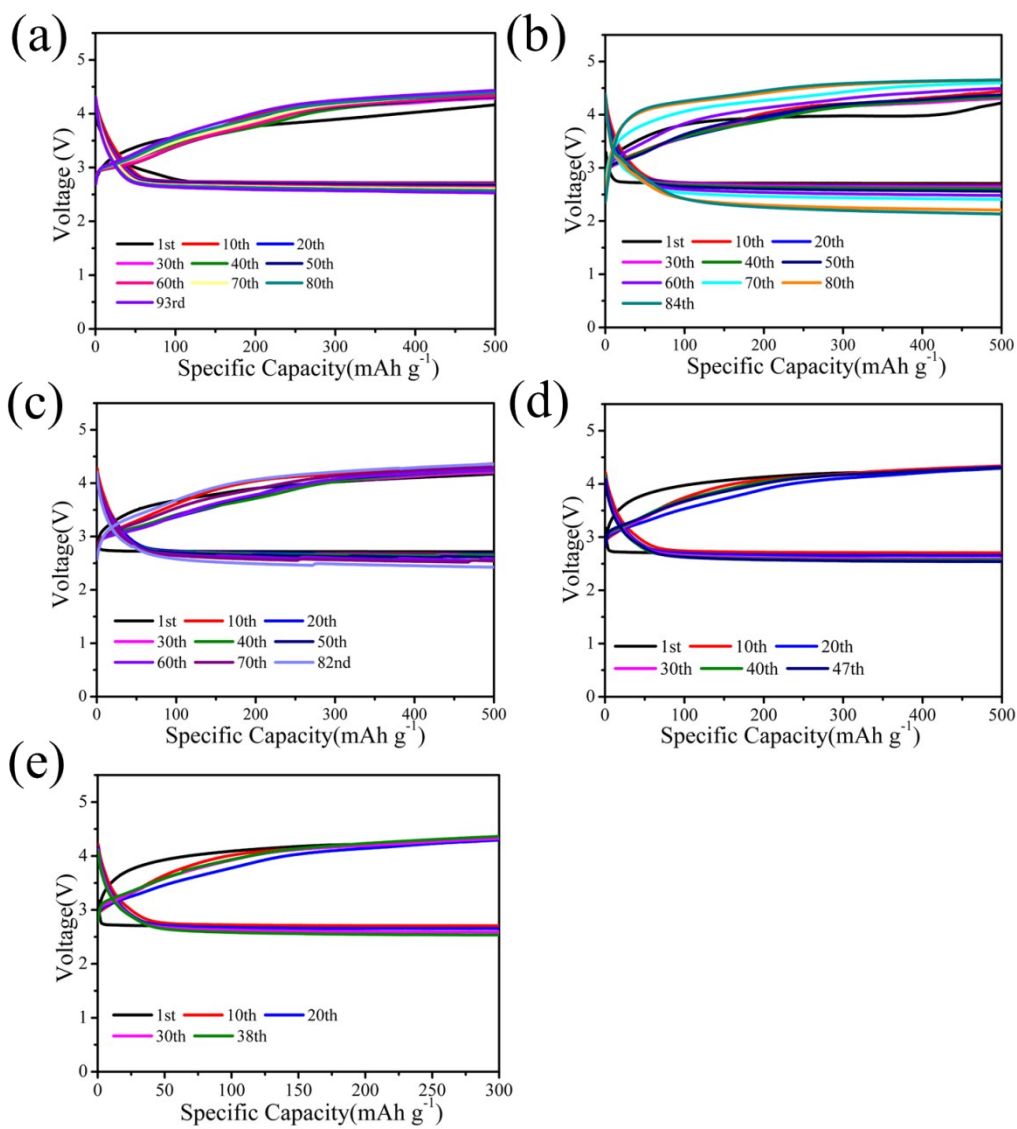 (a)
5
4
3
2
1
0
Voltage (V)
1st 10th 20th
30th 40th 50th
60th 70th 80th
93rd
0 100 200 300 400 500
Specific Capacity(mAh g⁻¹)
(b)
5
4
3
2
1
0
Voltage(V)
1st 10th 20th
30th 40th 50th
60th 70th 80th
84th
0 100 200 300 400 500
Specific Capacity(mAh g⁻¹)
(c)
5
4
3
2
1
0
Voltage(V)
1st 10th 20th
30th 40th 50th
60th 70th 82nd
0 100 200 300 400 500
Specific Capacity(mAh g⁻¹)
(d)
5
4
3
2
1
0
Voltage(V)
1st 10th 20th
30th 40th 47th
0 100 200 300 400 500
Specific Capacity(mAh g⁻¹)
(e)
5
4
3
2
1
0
Voltage(V)
1st 10th 20th
30th 38th
0 50 100 150 200 250 300
Specific Capacity(mAh g⁻¹)